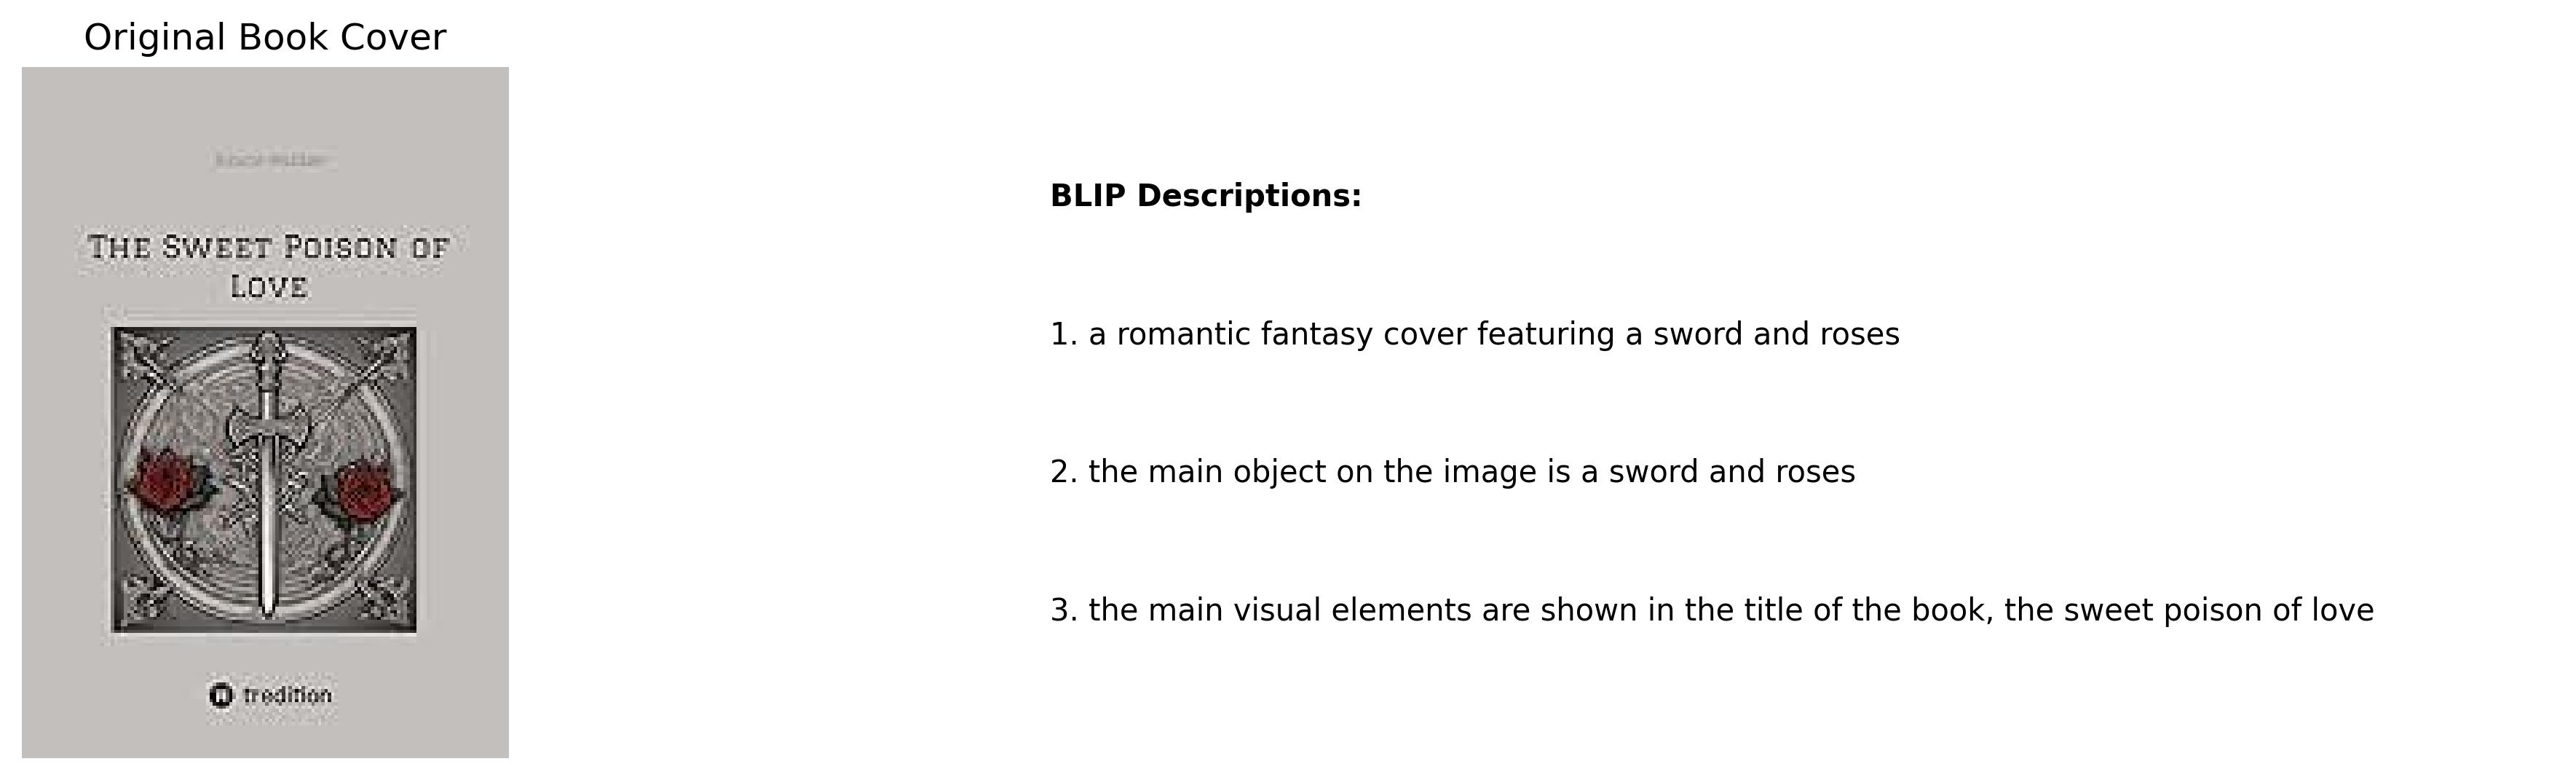 Original Book Cover
THE SWEET POISON OF
LOVE
tredition
BLIP Descriptions:
1. a romantic fantasy cover featuring a sword and roses
2. the main object on the image is a sword and roses
3. the main visual elements are shown in the title of the book, the sweet poison of love